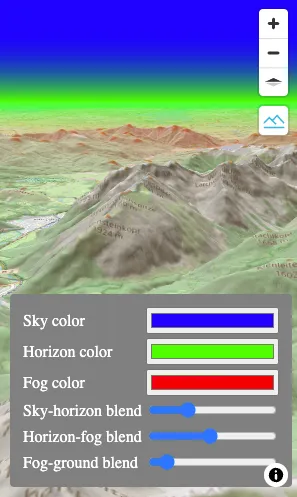 Sky color
Horizon color
Fog color
Sky-horizon blend
Horizon-fog blend
Fog-ground blend